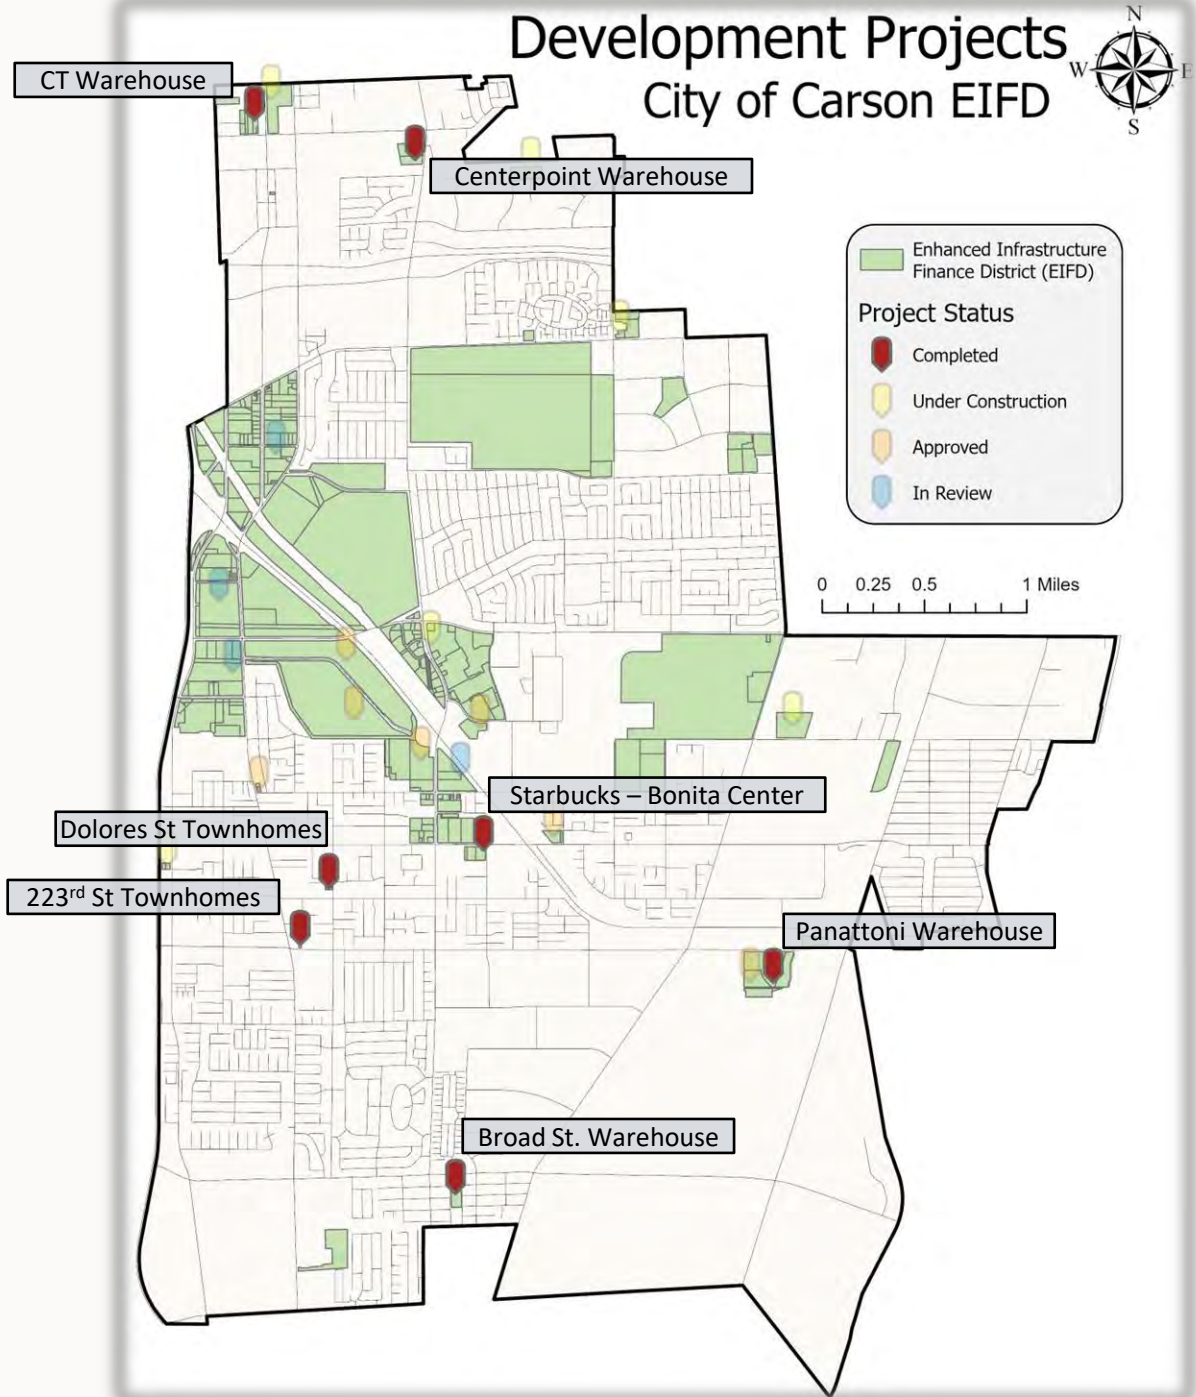 Development Projects
City of Carson EIFD
N
W E
S
CT Warehouse
Centerpoint Warehouse
Enhanced Infrastructure
Finance District (EIFD)
Project Status
Completed
Under Construction
Approved
In Review
0 0.25 0.5 1 Miles
Starbucks – Bonita Center
Dolores St Townhomes
223rd St Townhomes
Panattoni Warehouse
Broad St. Warehouse